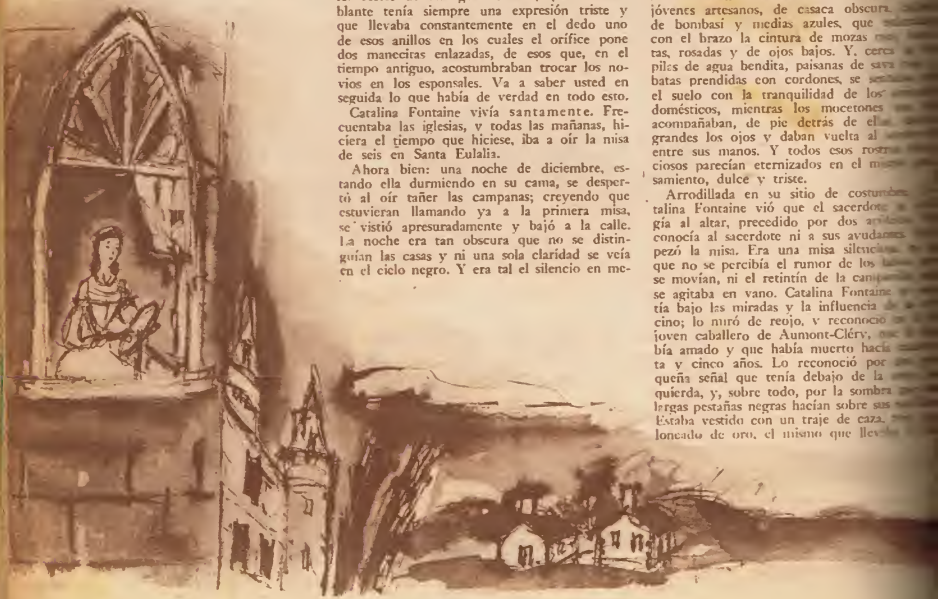 blante tenía siempre una expresión triste y
que llevaba constantemente en el dedo uno
de esos anillos en los cuales el orífice pone
dos manecitas enlazadas, de esos que, en el
tiempo antiguo, acostumbraban trocar los no-
vios en los esponsales. Va a saber usted en
seguida lo que había de verdad en todo esto.
Catalina Fontaine vivía santamente. Fre-
cuentaba las iglesias, y todas las mañanas, hi-
ciera el tiempo que hiciese, iba a oír la misa
de seis en Santa Eulalia.
Ahora bien: una noche de diciembre, es-
tando ella durmiendo en su cama, se desper-
tó al oír tañer las campanas; creyendo que
estuvieran llamando ya a la primera misa,
se vistió apresuradamente y bajó a la calle.
La noche era tan obscura que no se distin-
guían las casas y ni una sola claridad se veía
en el cielo negro. Y era tal el silencio en me-
jóvenes artesanos, de casaca obscura,
de bombasí y medias azules, que
con el brazo la cintura de mozas
tas, rosadas y de ojos bajos. Y, cerca
pilas de agua bendita, paisanas de
batas prendidas con cordones, se
el suelo con la tranquilidad de los
domésticos, mientras los mocetones
acompañaban, de pie detrás de
grandes los ojos y daban vuelta al
entre sus manos. Y todos esos
ciosos parecían eternizados en el
samiento, dulce y triste.
Arrodillada en su sitio de
talina Fontaine vió que el sacerdote
gía al altar, precedido por dos
conocía al sacerdote ni a sus
pezó la misa. Era una misa
que no se percibía el rumor de los
se movían, ni el retintín de la
se agitaba en vano. Catalina Fontaine
tía bajo las miradas y la influencia
cino; lo miró de reojo, y reconoció
joven caballero de Aumont-Cléry,
bía amado y que había muerto hacía
ta y cinco años. Lo reconoció por
queña señal que tenía debajo de la
quierda, y, sobre todo, por la sombra
largas pestañas negras hacían sobre sus
Estaba vestido con un traje de caza,
loneado de oro, el mismo que